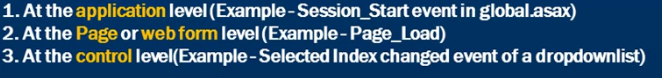 1. At the application level (Example - Session_Start event in global.asax)
2. At the Page or web form level (Example - Page_Load)
3. At the control level(Example - Selected Index changed event of a dropdownlist)